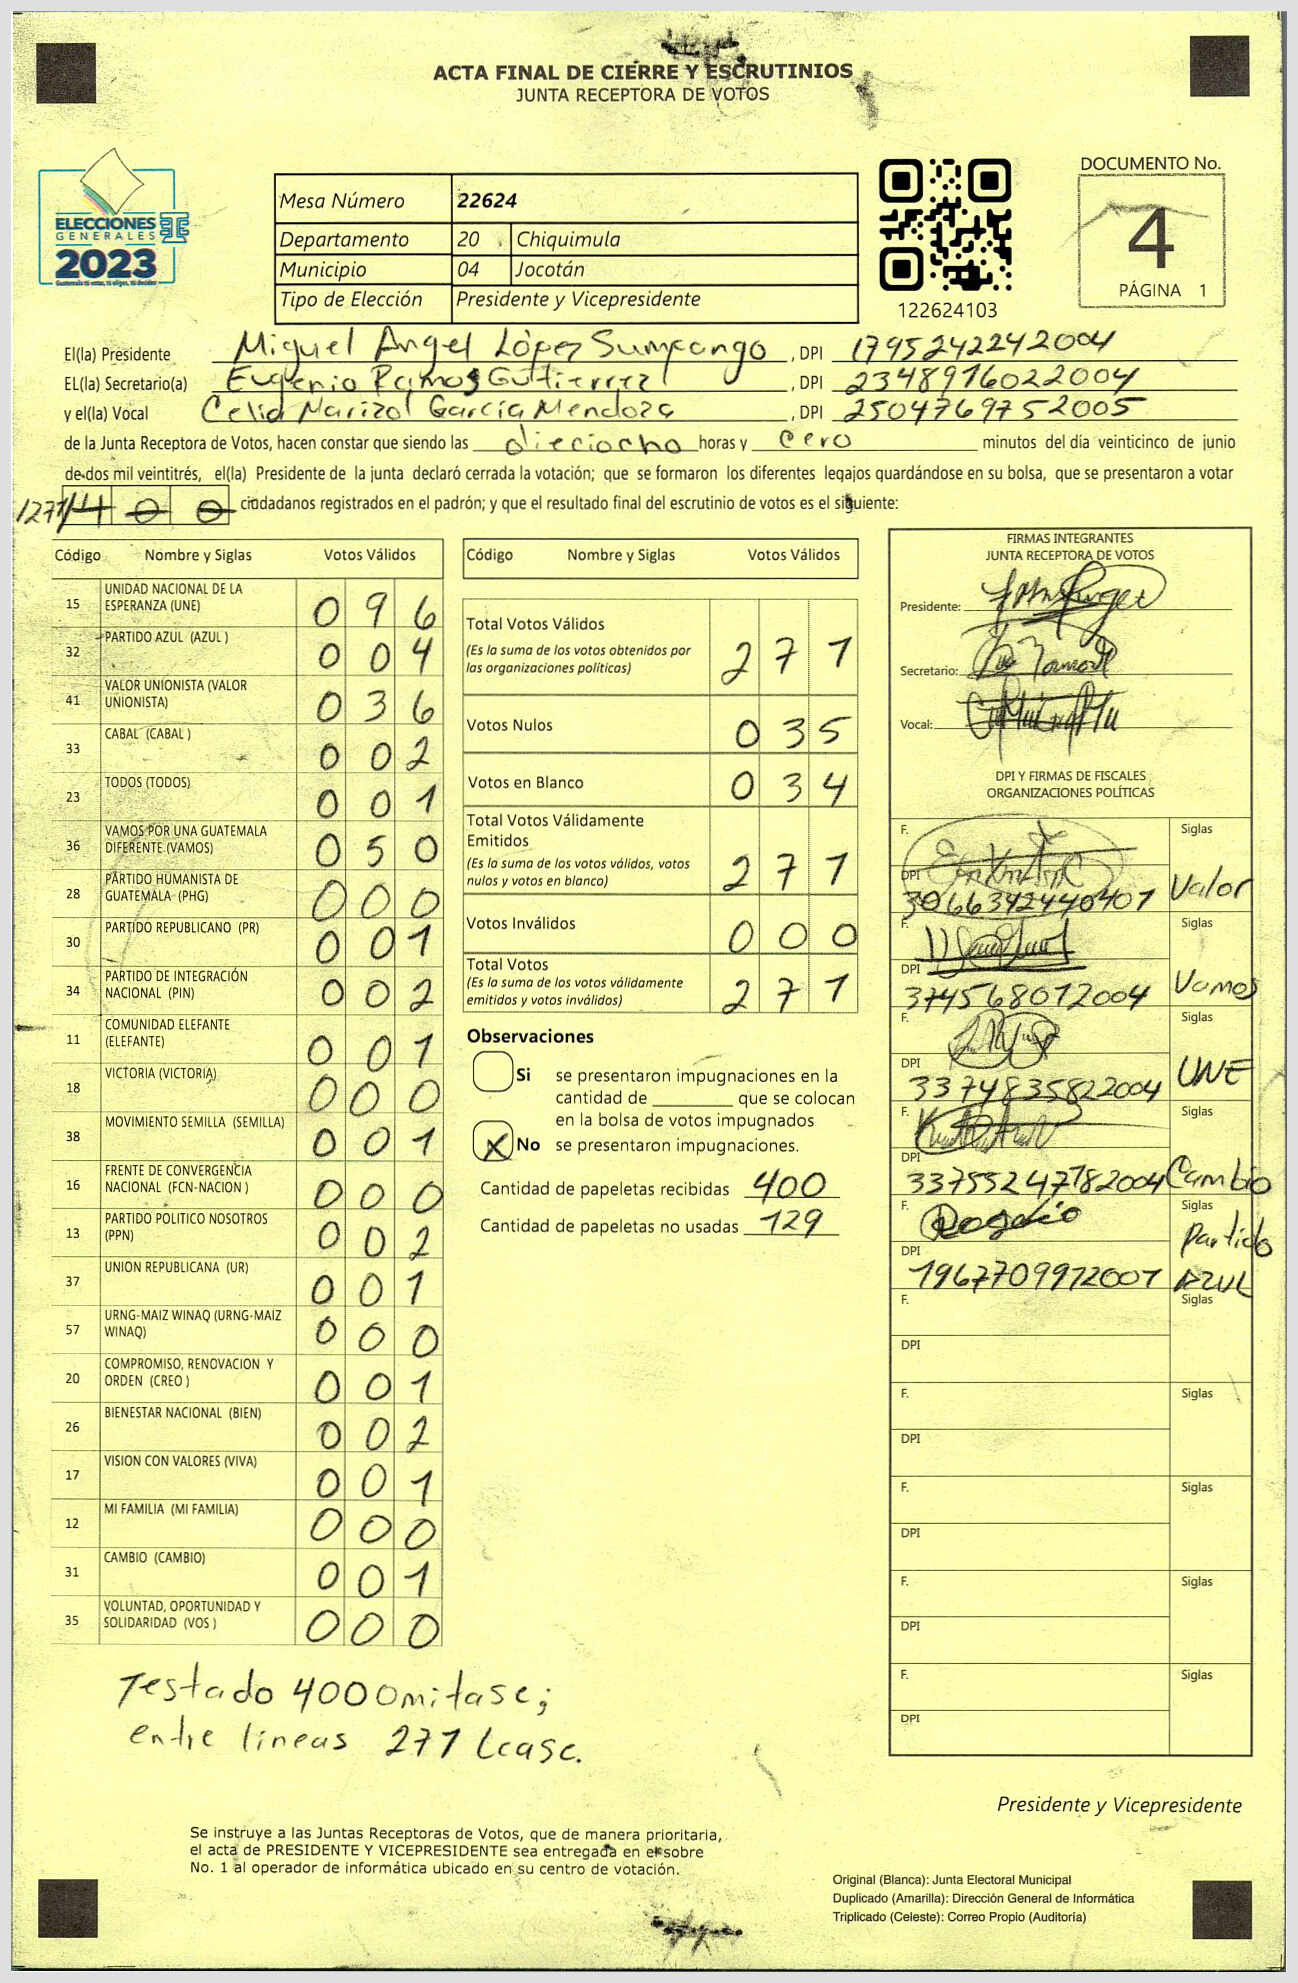 ACTA FINAL DE CIERRE Y ESCRUTINIOS
JUNTA RECEPTORA DE VOTOS
ELECCIONES
GENERALES
2023
Mesa Número 22624
Departamento 20 Chiquimula
Municipio 04 Jocotán
Tipo de Elección Presidente y Vicepresidente
122624103
DOCUMENTO No.
4
PÁGINA 1
El(la) Presidente Miguel Angel López Sumpango, DPI 1795242242004
EL(la) Secretario(a) Eugenio Ramos Gutierrez, DPI 2348916022004
y el(la) Vocal Celia Marizol García Mendoza, DPI 2504769752005
de la Junta Receptora de Votos, hacen constar que siendo las dieciocho horas y cero minutos del día veinticinco de junio
de dos mil veintitrés, el(la) Presidente de la junta declaró cerrada la votación; que se formaron los diferentes legajos quardándose en su bolsa, que se presentaron a votar
400 ciudadanos registrados en el padrón; y que el resultado final del escrutinio de votos es el siguiente:
Código Nombre y Siglas Votos Válidos
15 UNIDAD NACIONAL DE LA ESPERANZA (UNE) 096
32 PARTIDO AZUL (AZUL ) 004
41 VALOR UNIONISTA (VALOR UNIONISTA) 036
33 CABAL (CABAL ) 002
23 TODOS (TODOS) 001
36 VAMOS POR UNA GUATEMALA DIFERENTE (VAMOS) 050
28 PARTIDO HUMANISTA DE GUATEMALA (PHG) 000
30 PARTIDO REPUBLICANO (PR) 001
34 PARTIDO DE INTEGRACIÓN NACIONAL (PIN) 002
11 COMUNIDAD ELEFANTE (ELEFANTE) 001
18 VICTORIA (VICTORIA) 000
38 MOVIMIENTO SEMILLA (SEMILLA) 001
16 FRENTE DE CONVERGENCIA NACIONAL (FCN-NACION ) 000
13 PARTIDO POLITICO NOSOTROS (PPN) 002
37 UNION REPUBLICANA (UR) 001
57 URNG-MAIZ WINAQ (URNG-MAIZ WINAQ) 000
20 COMPROMISO, RENOVACION Y ORDEN (CREO ) 001
26 BIENESTAR NACIONAL (BIEN) 002
17 VISION CON VALORES (VIVA) 001
12 MI FAMILIA (MI FAMILIA) 000
31 CAMBIO (CAMBIO) 001
35 VOLUNTAD, OPORTUNIDAD Y SOLIDARIDAD (VOS ) 000
Testado 400 Omitase;
entre lineas 271 Lease.
Código Nombre y Siglas Votos Válidos
Total Votos Válidos 271
(Es la suma de los votos obtenidos por
las organizaciones políticas)
Votos Nulos 035
Votos en Blanco 034
Total Votos Válidamente
Emitidos 271
(Es la suma de los votos válidos, votos
nulos y votos en blanco)
Votos Inválidos 000
Total Votos 271
(Es la suma de los votos válidamente
emitidos y votos inválidos)
Observaciones
Si se presentaron impugnaciones en la
cantidad de ________ que se colocan
en la bolsa de votos impugnados
X No se presentaron impugnaciones.
Cantidad de papeletas recibidas 400
Cantidad de papeletas no usadas 129
FIRMAS INTEGRANTES
JUNTA RECEPTORA DE VOTOS
Presidente:
Secretario:
Vocal:
DPI Y FIRMAS DE FISCALES
ORGANIZACIONES POLÍTICAS
F. Siglas
DPI 3066342440407 Valor
F. Siglas
DPI 374568072004 Vamos
F. Siglas
DPI 3374835822004 UNE
F. Siglas
DPI Cambio
F. Rogelio Siglas
DPI 1967709972007 Partido AZUL
F. Siglas
DPI
F. Siglas
DPI
F. Siglas
DPI
F. Siglas
DPI
F. Siglas
DPI
Presidente y Vicepresidente
Se instruye a las Juntas Receptoras de Votos, que de manera prioritaria,
el acta de PRESIDENTE Y VICEPRESIDENTE sea entregada en el sobre
No. 1 al operador de informática ubicado en su centro de votación.
Original (Blanca): Junta Electoral Municipal
Duplicado (Amarilla): Dirección General de Informática
Triplicado (Celeste): Correo Propio (Auditoría)